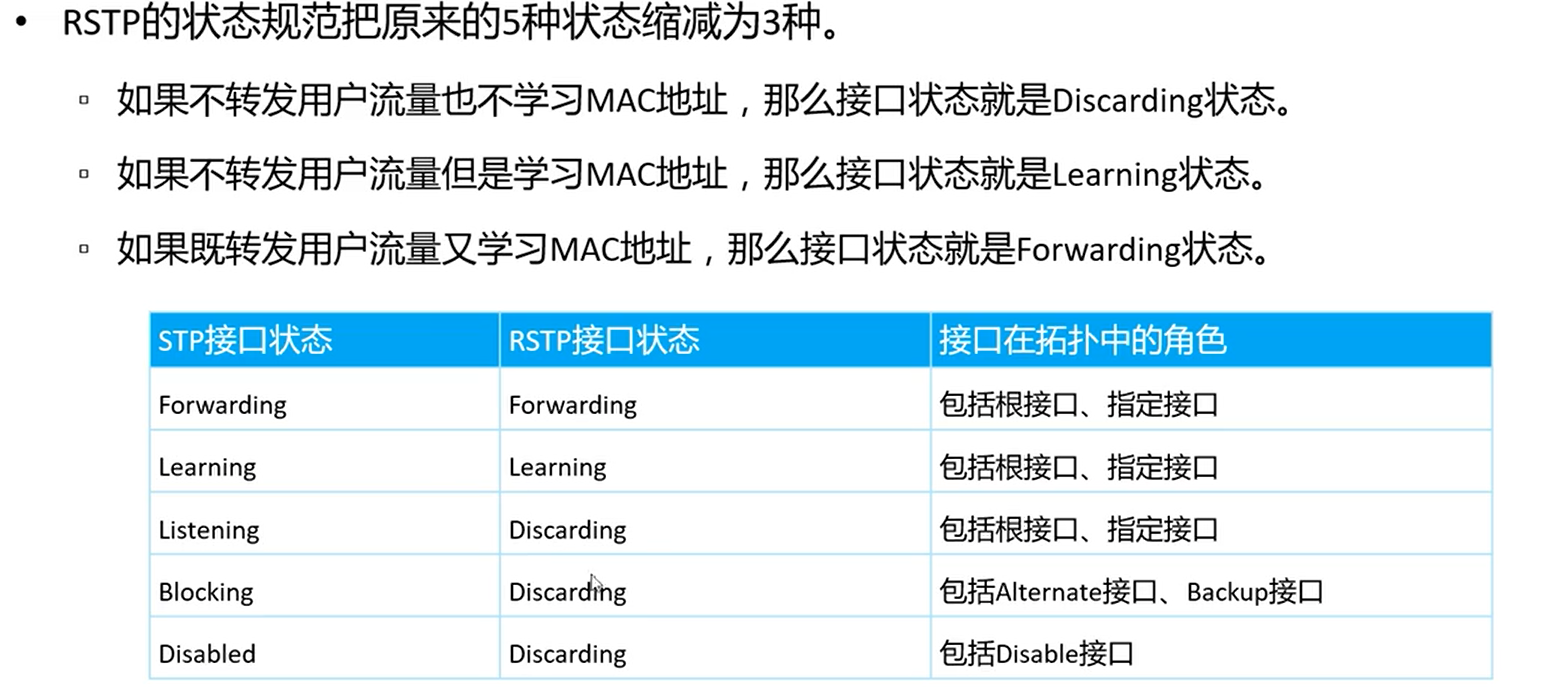 • RSTP的状态规范把原来的5种状态缩减为3种。
▫ 如果不转发用户流量也不学习MAC地址，那么接口状态就是Discarding状态。
▫ 如果不转发用户流量但是学习MAC地址，那么接口状态就是Learning状态。
▫ 如果既转发用户流量又学习MAC地址，那么接口状态就是Forwarding状态。
STP接口状态 RSTP接口状态 接口在拓扑中的角色
Forwarding Forwarding 包括根接口、指定接口
Learning Learning 包括根接口、指定接口
Listening Discarding 包括根接口、指定接口
Blocking Discarding 包括Alternate接口、Backup接口
Disabled Discarding 包括Disable接口